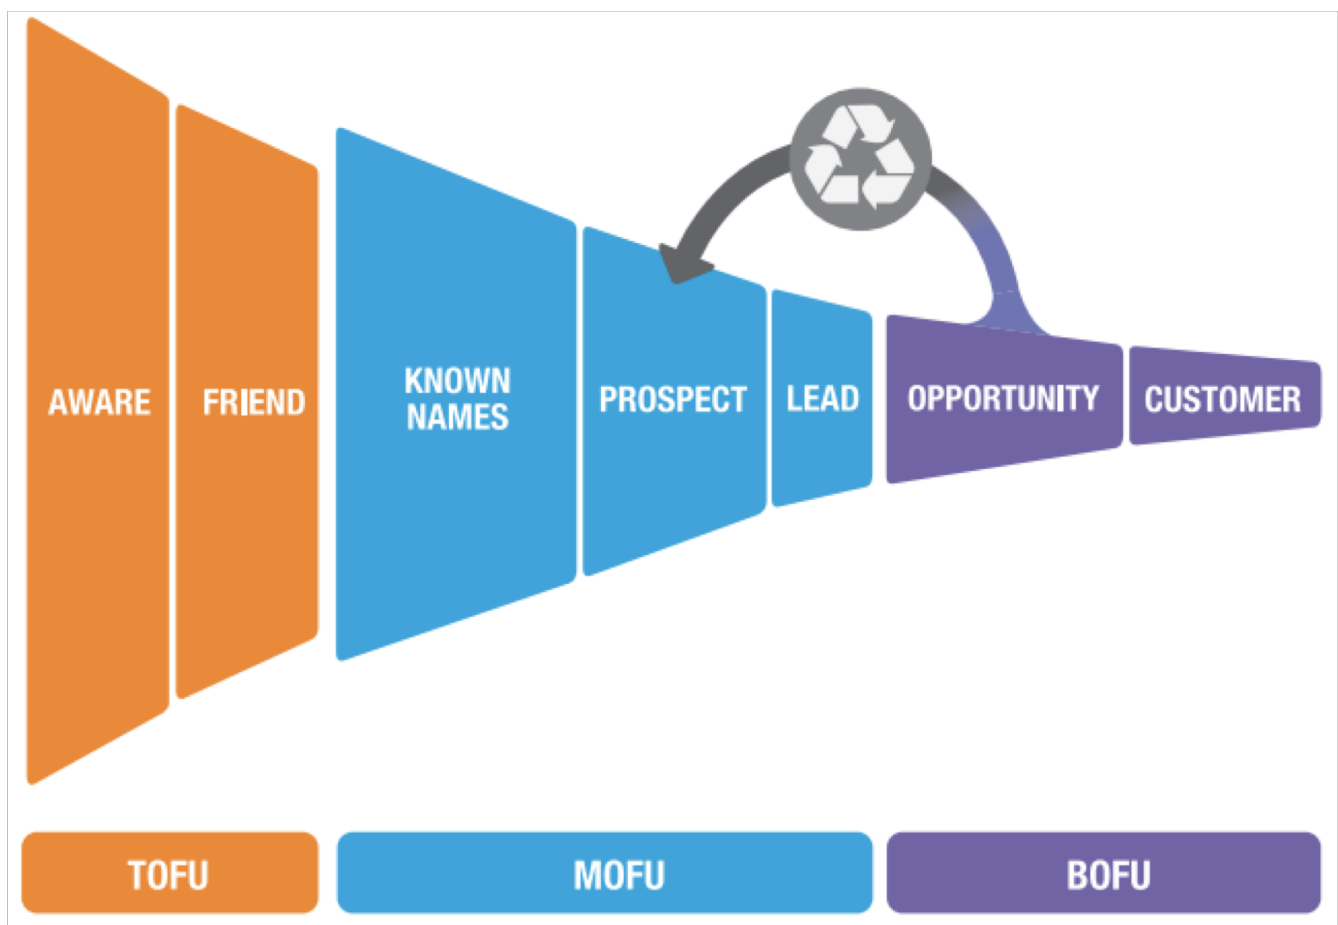 AWARE
FRIEND
KNOWN
NAMES
PROSPECT
LEAD
OPPORTUNITY
CUSTOMER
TOFU
MOFU
BOFU